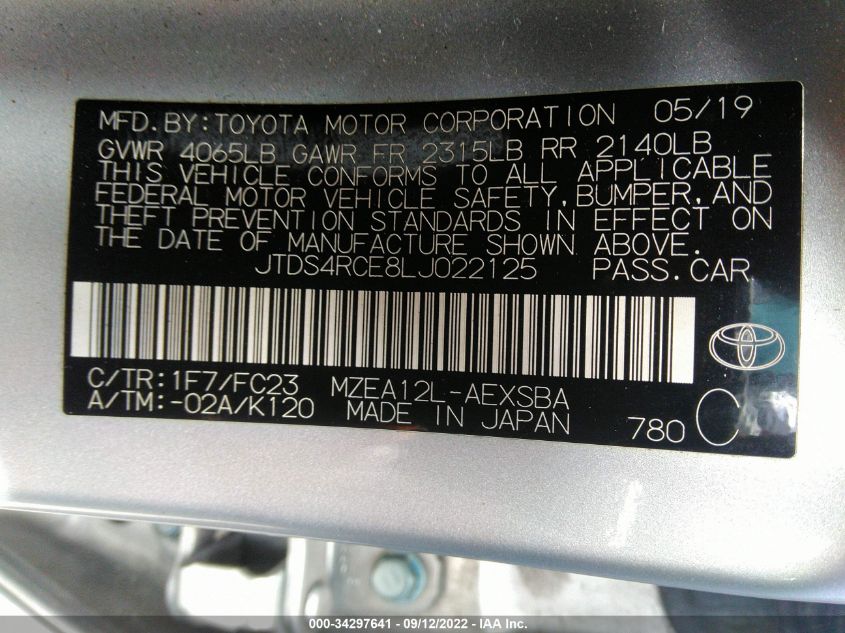 MFD.BY:TOYOTA MOTOR CORPORATION 05/19
GVWR 4065LB GAWR FR 2315LB RR 2140LB
THIS VEHICLE CONFORMS TO ALL APPLICABLE
FEDERAL MOTOR VEHICLE SAFETY,BUMPER,AND
THEFT PREVENTION STANDARDS IN EFFECT ON
THE DATE OF MANUFACTURE SHOWN ABOVE.
JTDS4RCE8LJ022125 PASS.CAR
C/TR:1F7/FC23 MZEA12L-AEXSBA
A/TM:-02A/K120 MADE IN JAPAN 780 C
000-34297641 - 09/12/2022 - IAA Inc.